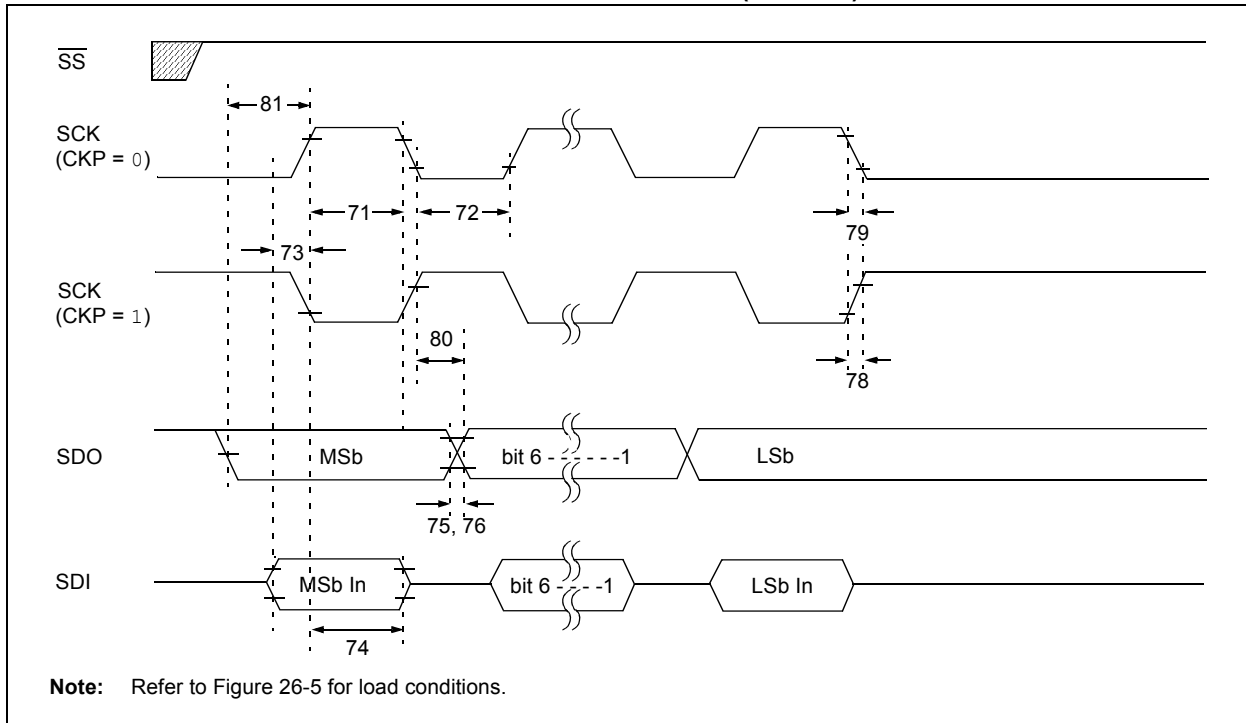 SS
81
SCK
(CKP = 0)
71
72
79
73
SCK
(CKP = 1)
80
78
SDO
MSb
bit 6 - - - - - - -1
LSb
75, 76
SDI
MSb In
bit 6 - - - - -1
LSb In
74
Note: Refer to Figure 26-5 for load conditions.